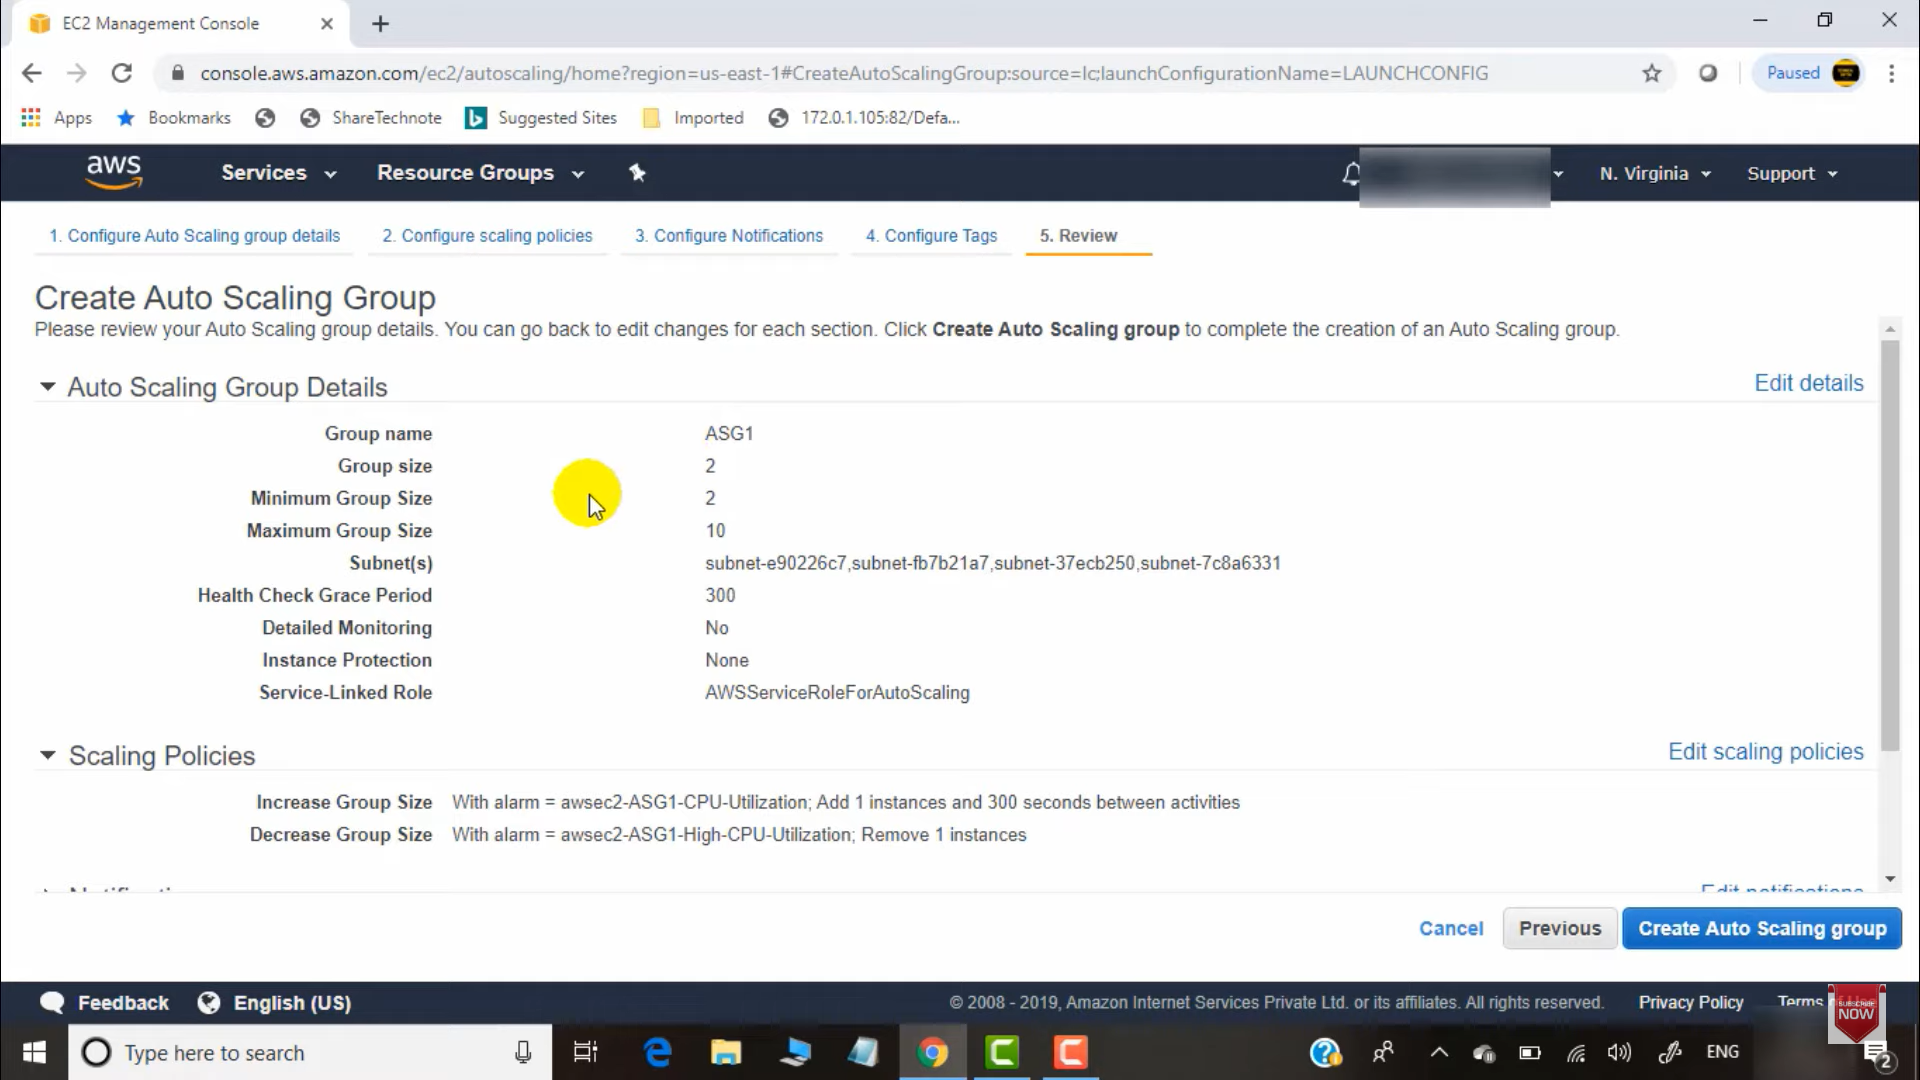 EC2 Management Console
console.aws.amazon.com/ec2/autoscaling/home?region=us-east-1#CreateAutoScalingGroup:source=lc;launchConfigurationName=LAUNCHCONFIG
Paused
Apps Bookmarks ShareTechnote Suggested Sites Imported 172.0.1.105:82/Defa...
aws Services Resource Groups N. Virginia Support
1. Configure Auto Scaling group details 2. Configure scaling policies 3. Configure Notifications 4. Configure Tags 5. Review
Create Auto Scaling Group
Please review your Auto Scaling group details. You can go back to edit changes for each section. Click Create Auto Scaling group to complete the creation of an Auto Scaling group.
Auto Scaling Group Details Edit details
Group name ASG1
Group size 2
Minimum Group Size 2
Maximum Group Size 10
Subnet(s) subnet-e90226c7,subnet-fb7b21a7,subnet-37ecb250,subnet-7c8a6331
Health Check Grace Period 300
Detailed Monitoring No
Instance Protection None
Service-Linked Role AWSServiceRoleForAutoScaling
Scaling Policies Edit scaling policies
Increase Group Size With alarm = awsec2-ASG1-CPU-Utilization; Add 1 instances and 300 seconds between activities
Decrease Group Size With alarm = awsec2-ASG1-High-CPU-Utilization; Remove 1 instances
Edit notifications
Cancel Previous Create Auto Scaling group
Feedback English (US) © 2008 - 2019, Amazon Internet Services Private Ltd. or its affiliates. All rights reserved. Privacy Policy Terms
SUBSCRIBE
NOW
Type here to search ENG 2